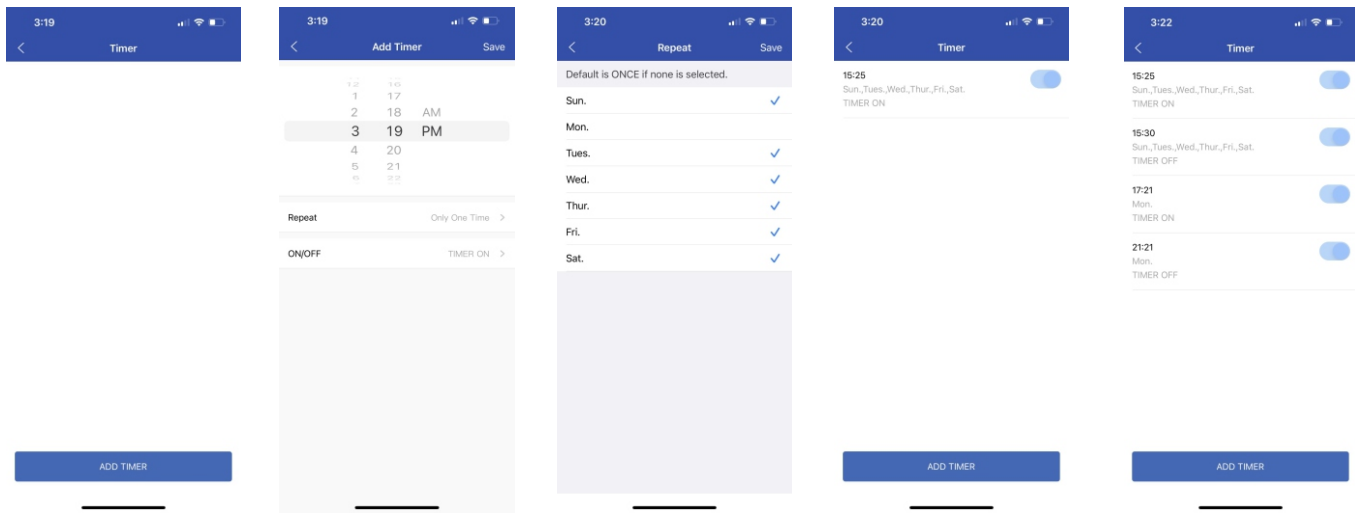 3:19
Timer
ADD TIMER
3:19
Add Timer
Save
12 16
1 17
2 18 AM
3 19 PM
4 20
5 21
6 22
Repeat
Only One Time
ON/OFF
TIMER ON
3:20
Repeat
Save
Default is ONCE if none is selected.
Sun.
Mon.
Tues.
Wed.
Thur.
Fri.
Sat.
3:20
Timer
15:25
Sun.,Tues.,Wed.,Thur.,Fri.,Sat.
TIMER ON
ADD TIMER
3:22
Timer
15:25
Sun.,Tues.,Wed.,Thur.,Fri.,Sat.
TIMER ON
15:30
Sun.,Tues.,Wed.,Thur.,Fri.,Sat.
TIMER OFF
17:21
Mon.
TIMER ON
21:21
Mon.
TIMER OFF
ADD TIMER